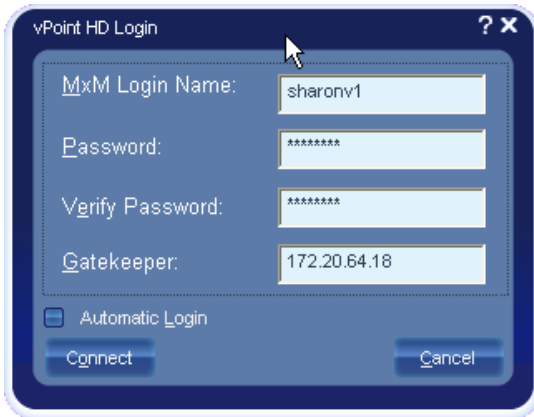 vPoint HD Login ? X
MxM Login Name: sharonv1
Password: ********
Verify Password: ********
Gatekeeper: 172.20.64.18
Automatic Login
Connect Cancel